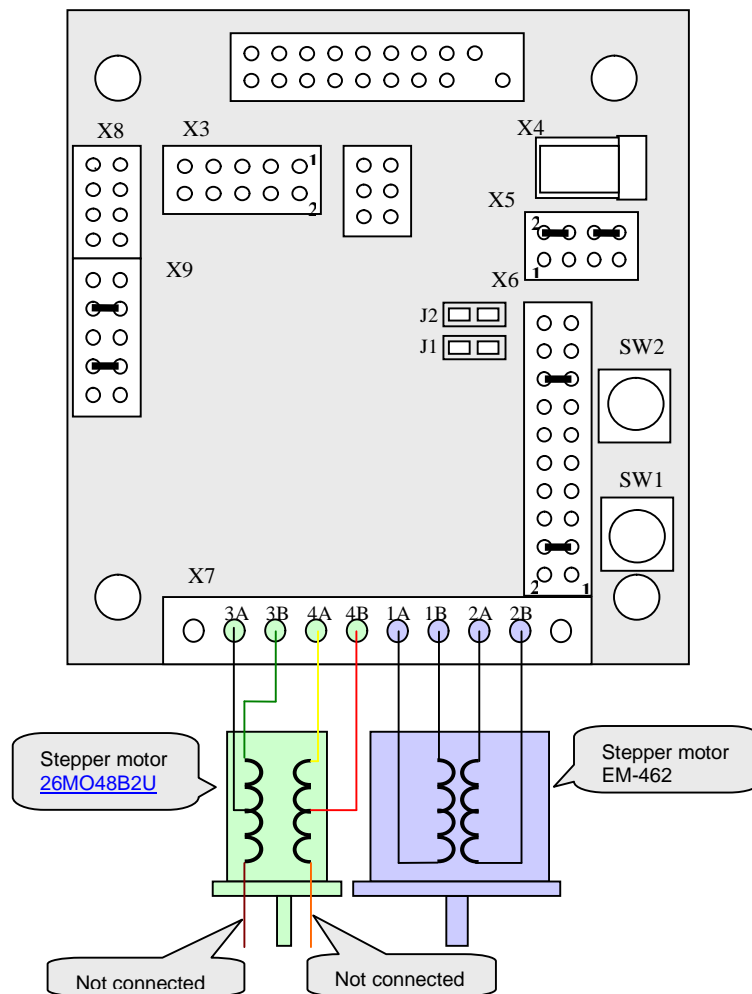 X8
X3
1
2
X4
X5
2
1
X9
X6
J2
J1
SW2
SW1
2
1
X7
3A 3B 4A 4B 1A 1B 2A 2B
Stepper motor
26MO48B2U
Stepper motor
EM-462
Not connected
Not connected